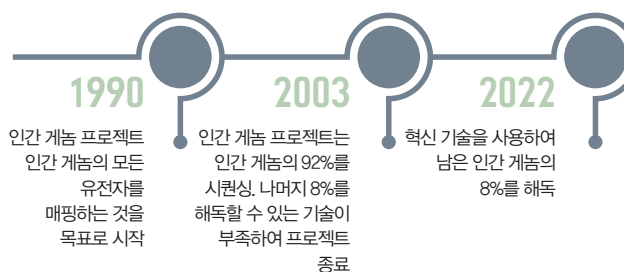 1990
인간 게놈 프로젝트
인간 게놈의 모든
유전자를
매핑하는 것을
목표로 시작
2003
인간 게놈 프로젝트는
인간 게놈의 92%를
시퀀싱. 나머지 8%를
해독할 수 있는 기술이
부족하여 프로젝트
종료
2022
혁신 기술을 사용하여
남은 인간 게놈의
8%를 해독